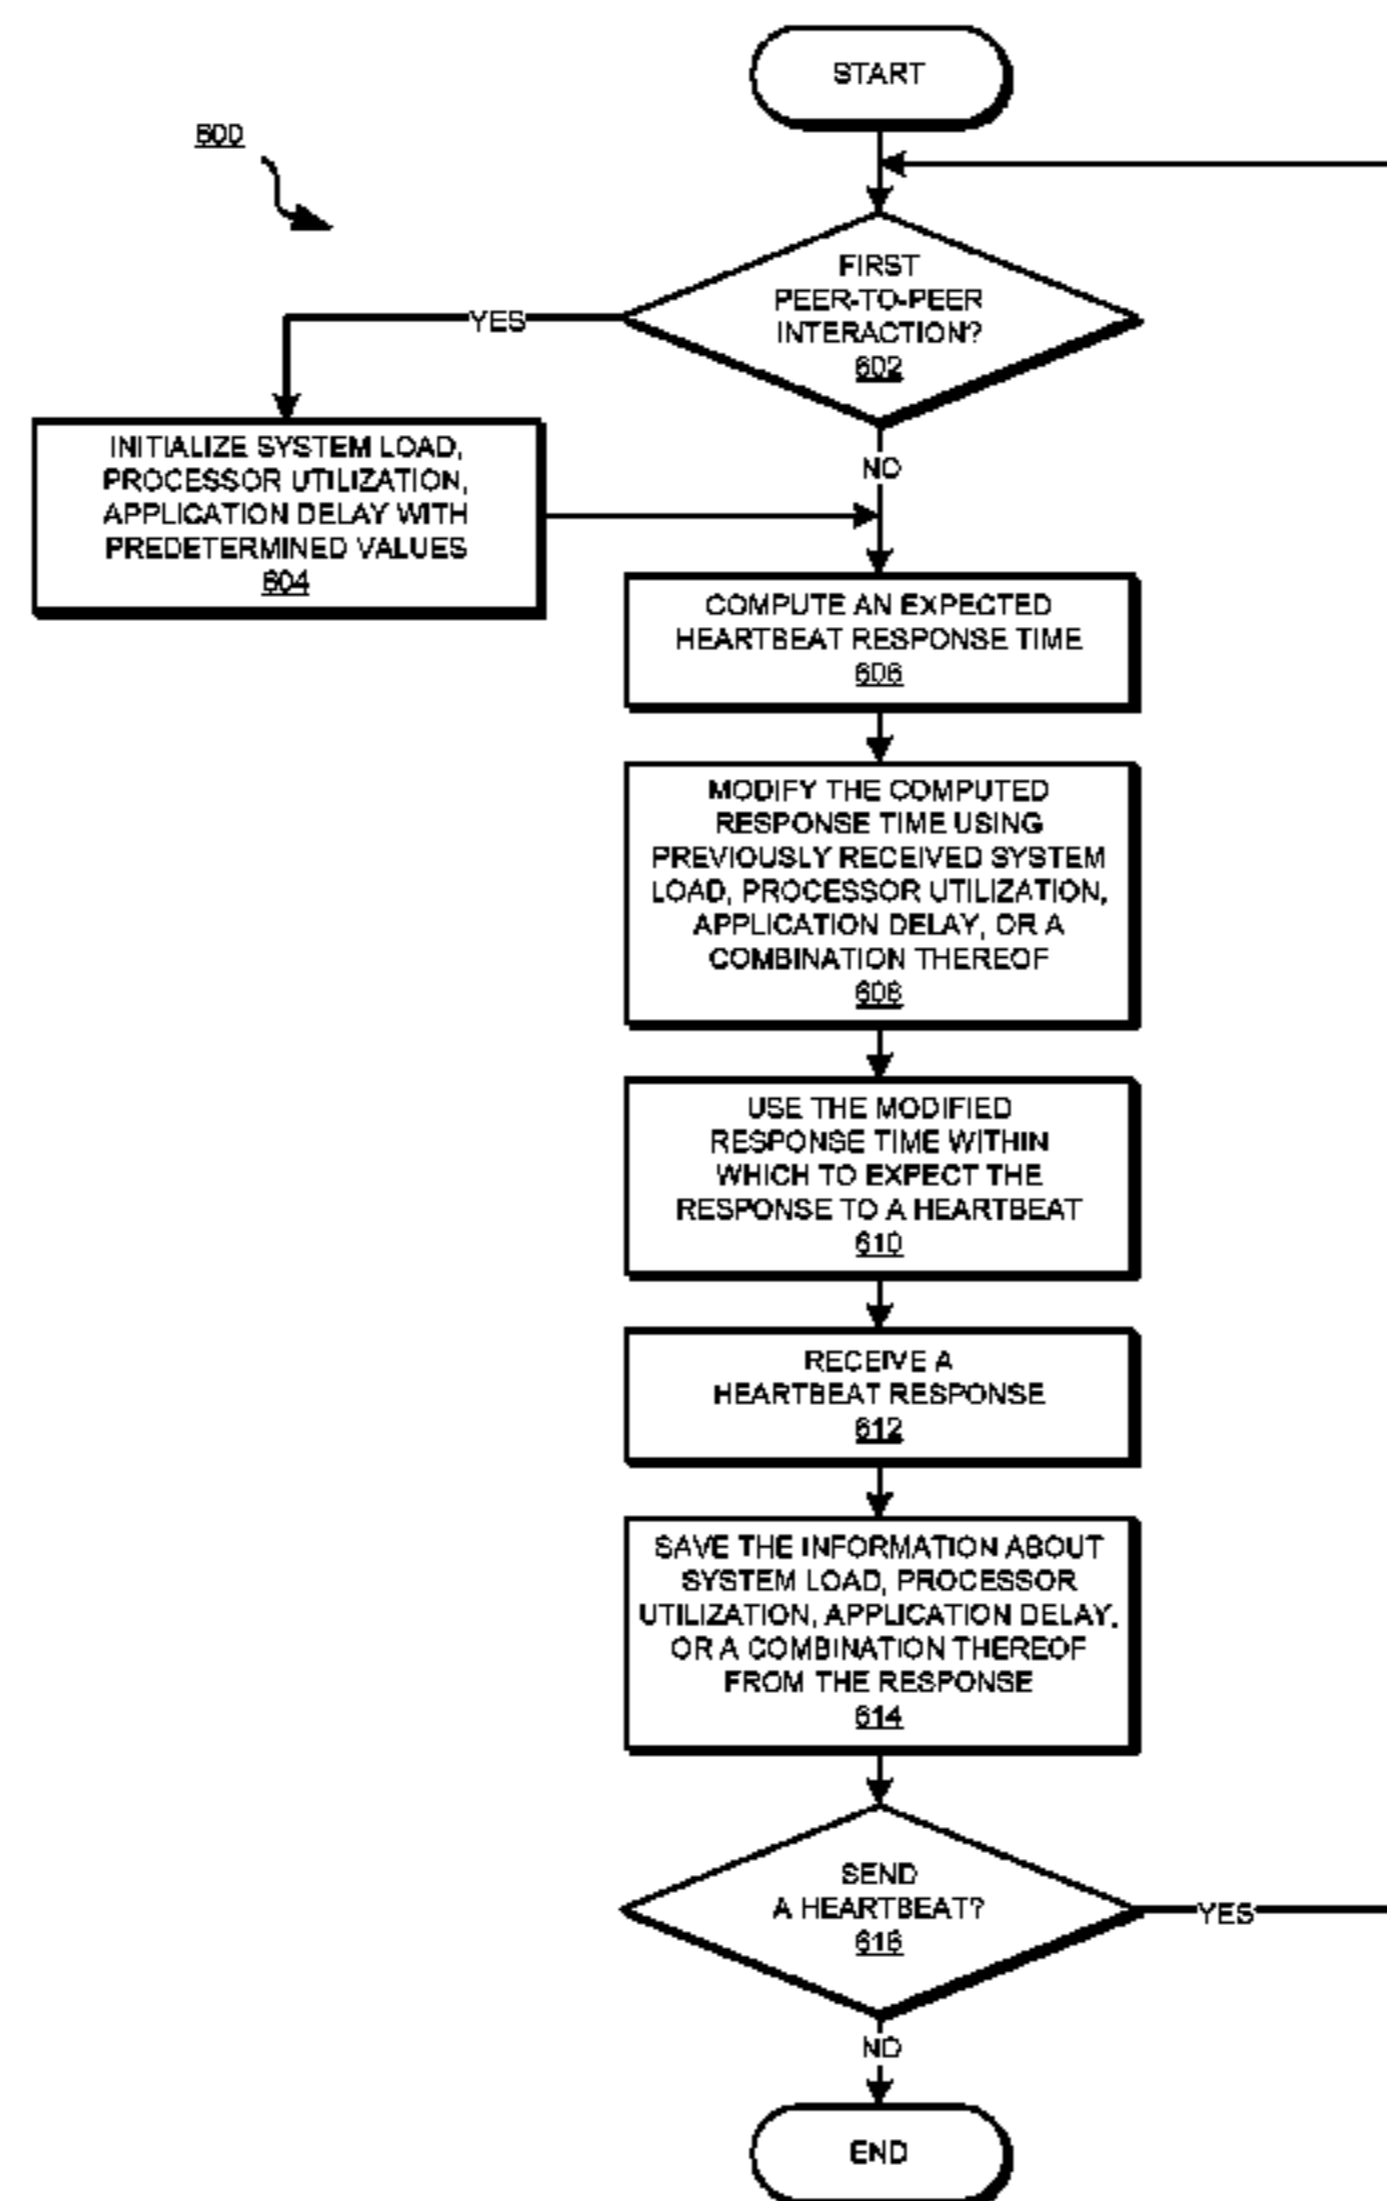 START
600
FIRST
PEER-TO-PEER
INTERACTION?
602
YES
NO
INITIALIZE SYSTEM LOAD,
PROCESSOR UTILIZATION,
APPLICATION DELAY WITH
PREDETERMINED VALUES
604
COMPUTE AN EXPECTED
HEARTBEAT RESPONSE TIME
606
MODIFY THE COMPUTED
RESPONSE TIME USING
PREVIOUSLY RECEIVED SYSTEM
LOAD, PROCESSOR UTILIZATION,
APPLICATION DELAY, OR A
COMBINATION THEREOF
608
USE THE MODIFIED
RESPONSE TIME WITHIN
WHICH TO EXPECT THE
RESPONSE TO A HEARTBEAT
610
RECEIVE A
HEARTBEAT RESPONSE
612
SAVE THE INFORMATION ABOUT
SYSTEM LOAD, PROCESSOR
UTILIZATION, APPLICATION DELAY,
OR A COMBINATION THEREOF
FROM THE RESPONSE
614
SEND
A HEARTBEAT?
616
YES
NO
END